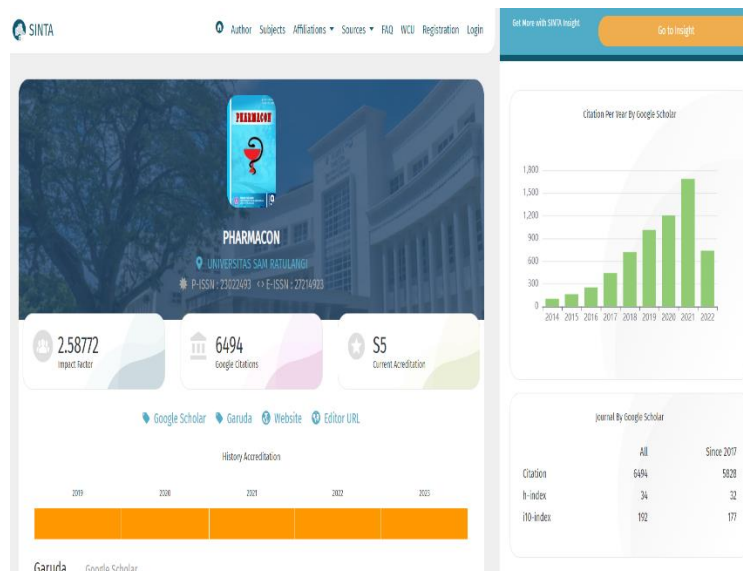 SINTA
Author Subjects Affiliations Sources FAQ WCU Registration Login
PHARMACON
PHARMACON
UNIVERSITAS SAM RATULANGI
P-ISSN : 23022493 <> E-ISSN : 27214923
2.58772
Impact Factor
6494
Google Citations
S5
Current Acreditation
Google Scholar Garuda Website Editor URL
History Accreditation
2019 2020 2021 2022 2023
Garuda Google Scholar
Get More with SINTA Insight
Go to Insight
Citation Per Year By Google Scholar
1,800
1,500
1,200
900
600
300
0
2014 2015 2016 2017 2018 2019 2020 2021 2022
Journal By Google Scholar
All Since 2017
Citation 6494 5828
h-index 34 32
i10-index 192 177